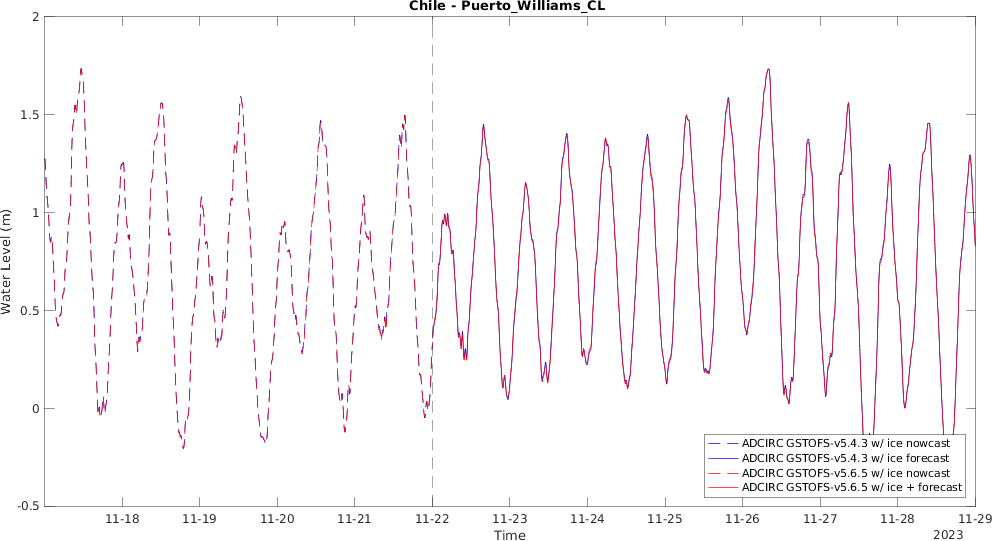 Chile - Puerto_Williams_CL
Water Level (m)
2
1.5
1
0.5
0
-0.5
ADCIRC GSTOFS-v5.4.3 w/ ice nowcast
ADCIRC GSTOFS-v5.4.3 w/ ice forecast
ADCIRC GSTOFS-v5.6.5 w/ ice nowcast
ADCIRC GSTOFS-v5.6.5 w/ ice + forecast
11-18 11-19 11-20 11-21 11-22 11-23 11-24 11-25 11-26 11-27 11-28 11-29
Time
2023